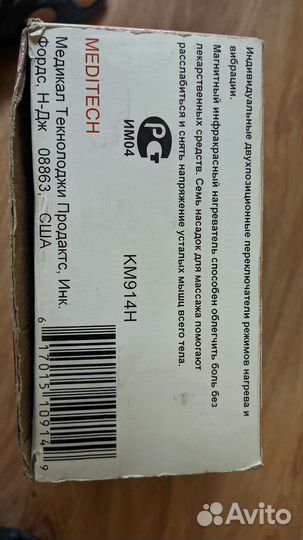 Индивидуальные двухпозиционные переключатели режимов нагрева и
вибрации.
Магнитный инфракрасный нагреватель способен облегчить боль без
лекарственных средств. Семь насадок для массажа помогают
расслабиться и снять напряжение усталых мышц всего тела.
РСТ
ИМ04
KM914H
MEDITECH
Медикал Текнолоджи Продактс, Инк.
Фордс, Н-Дж 08863, США
6 17015 10914 9
Avito